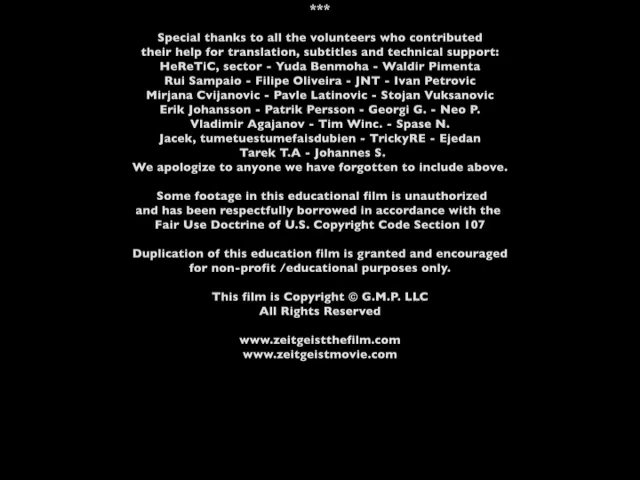 ***
Special thanks to all the volunteers who contributed
their help for translation, subtitles and technical support:
HeReTiC, sector - Yuda Benmoha - Waldir Pimenta
Rui Sampaio - Filipe Oliveira - JNT - Ivan Petrovic
Mirjana Cvijanovic - Pavle Latinovic - Stojan Vuksanovic
Erik Johansson - Patrik Persson - Georgi G. - Neo P.
Vladimir Agajanov - Tim Winc. - Spase N.
Jacek, tumetuestumefaisdubien - TrickyRE - Ejedan
Tarek T.A - Johannes S.
We apologize to anyone we have forgotten to include above.
Some footage in this educational film is unauthorized
and has been respectfully borrowed in accordance with the
Fair Use Doctrine of U.S. Copyright Code Section 107
Duplication of this education film is granted and encouraged
for non-profit /educational purposes only.
This film is Copyright © G.M.P. LLC
All Rights Reserved
www.zeitgeistthefilm.com
www.zeitgeistmovie.com